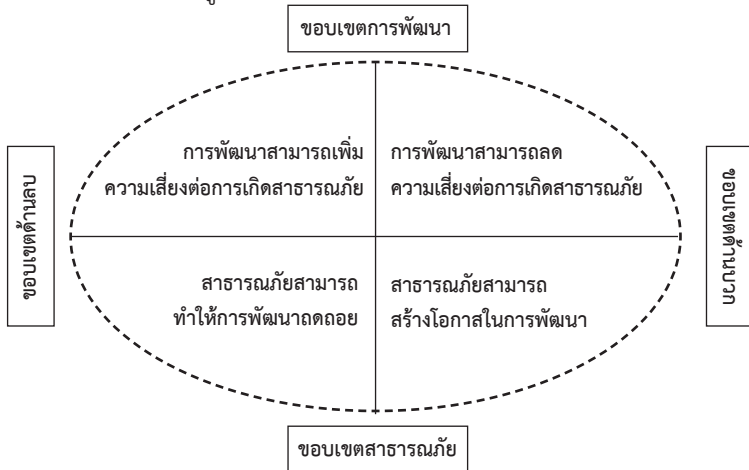 ขอบเขตการพัฒนา
การพัฒนาสามารถเพิ่ม
ความเสี่ยงต่อการเกิดสาธารณภัย
การพัฒนาสามารถลด
ความเสี่ยงต่อการเกิดสาธารณภัย
ขอบเขตด้านลบ
ขอบเขตด้านบวก
สาธารณภัยสามารถ
ทำให้การพัฒนาถดถอย
สาธารณภัยสามารถ
สร้างโอกาสในการพัฒนา
ขอบเขตสาธารณภัย